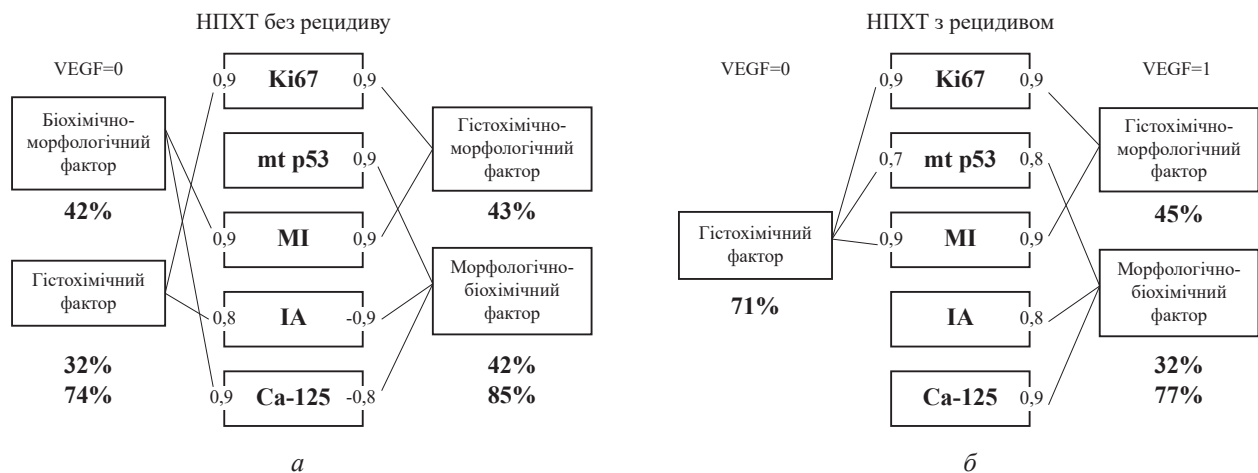 НПХТ без рецидиву
VEGF=0
Біохімічно-
морфологічний
фактор
42%
Гістохімічний
фактор
32%
74%
0,9 Ki67 0,9
mt p53 0,9
0,9 MI 0,9
0,8 IA -0,9
0,9 Ca-125 -0,8
Гістохімічно-
морфологічний
фактор
43%
Морфологічно-
біохімічний
фактор
42%
85%
а
НПХТ з рецидивом
VEGF=0
Гістохімічний
фактор
71%
0,9 Ki67 0,9
0,7 mt p53 0,8
0,9 MI 0,9
IA 0,8
Ca-125 0,9
VEGF=1
Гістохімічно-
морфологічний
фактор
45%
Морфологічно-
біохімічний
фактор
32%
77%
б